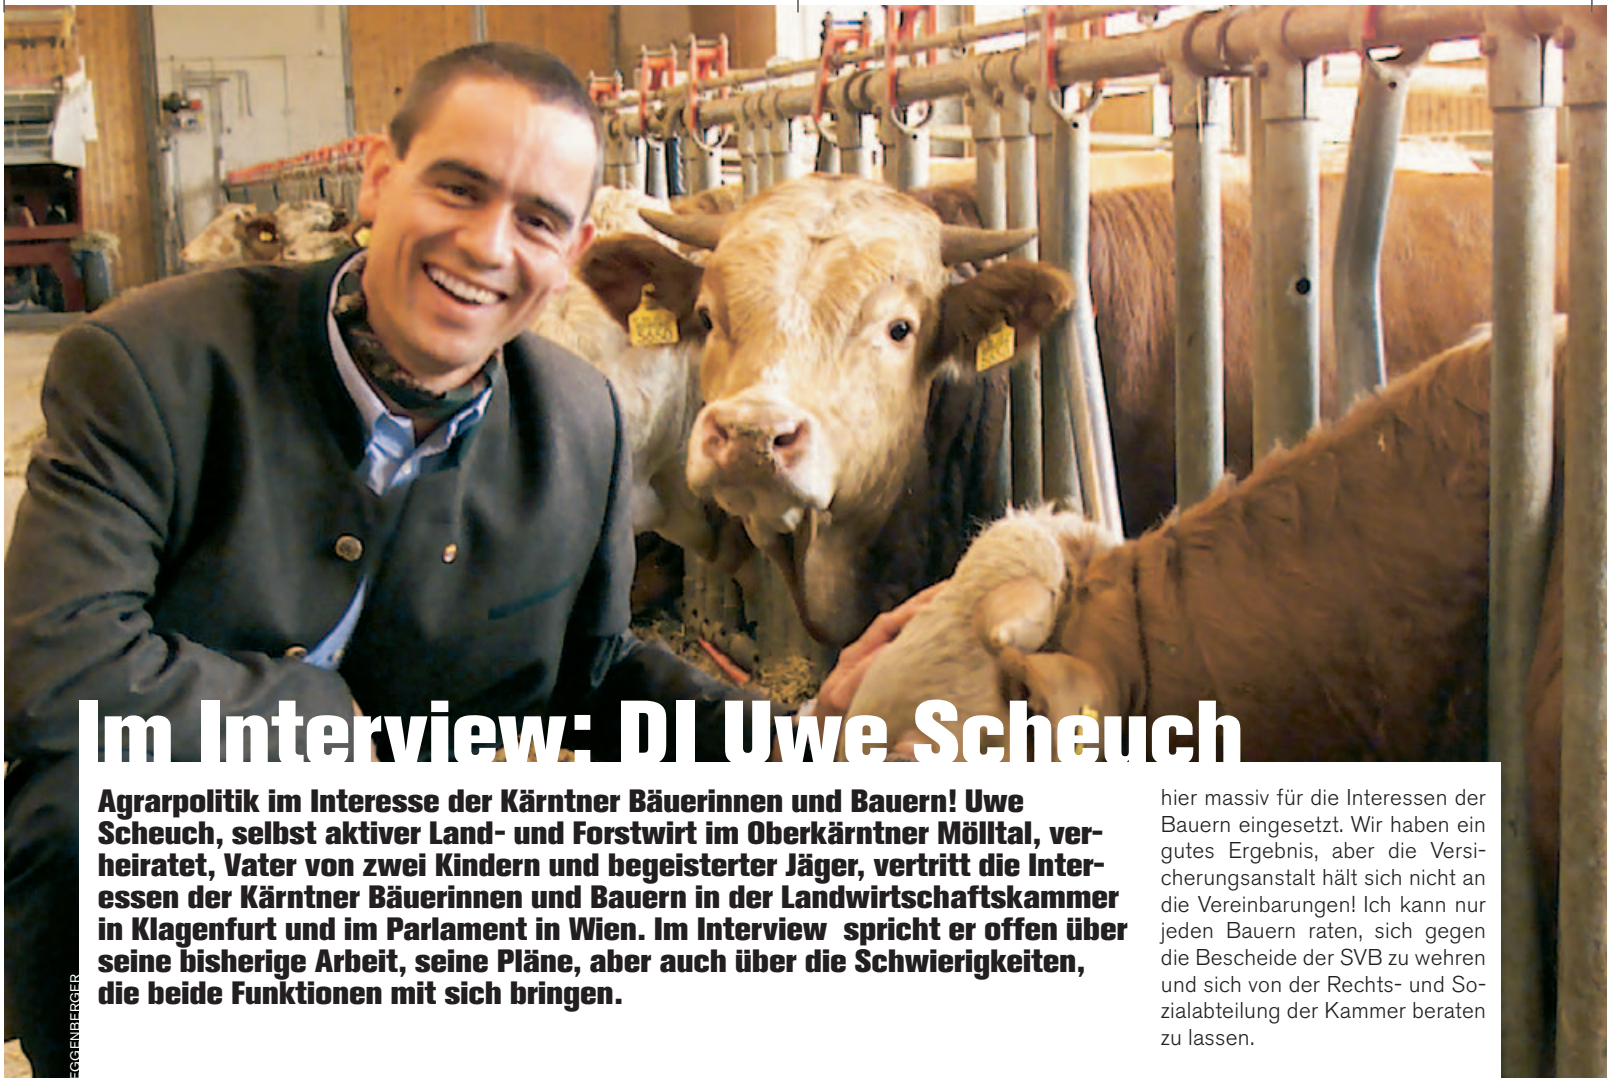 Im Interview: DI Uwe Scheuch
Agrarpolitik im Interesse der Kärntner Bäuerinnen und Bauern! Uwe
Scheuch, selbst aktiver Land- und Forstwirt im Oberkärntner Mölltal, ver-
heiratet, Vater von zwei Kindern und begeisterter Jäger, vertritt die Inter-
essen der Kärntner Bäuerinnen und Bauern in der Landwirtschaftskammer
in Klagenfurt und im Parlament in Wien. Im Interview spricht er offen über
seine bisherige Arbeit, seine Pläne, aber auch über die Schwierigkeiten,
die beide Funktionen mit sich bringen.
hier massiv für die Interessen der
Bauern eingesetzt. Wir haben ein
gutes Ergebnis, aber die Versi-
cherungsanstalt hält sich nicht an
die Vereinbarungen! Ich kann nur
jeden Bauern raten, sich gegen
die Bescheide der SVB zu wehren
und sich von der Rechts- und So-
zialabteilung der Kammer beraten
zu lassen.
EGGENBERGER